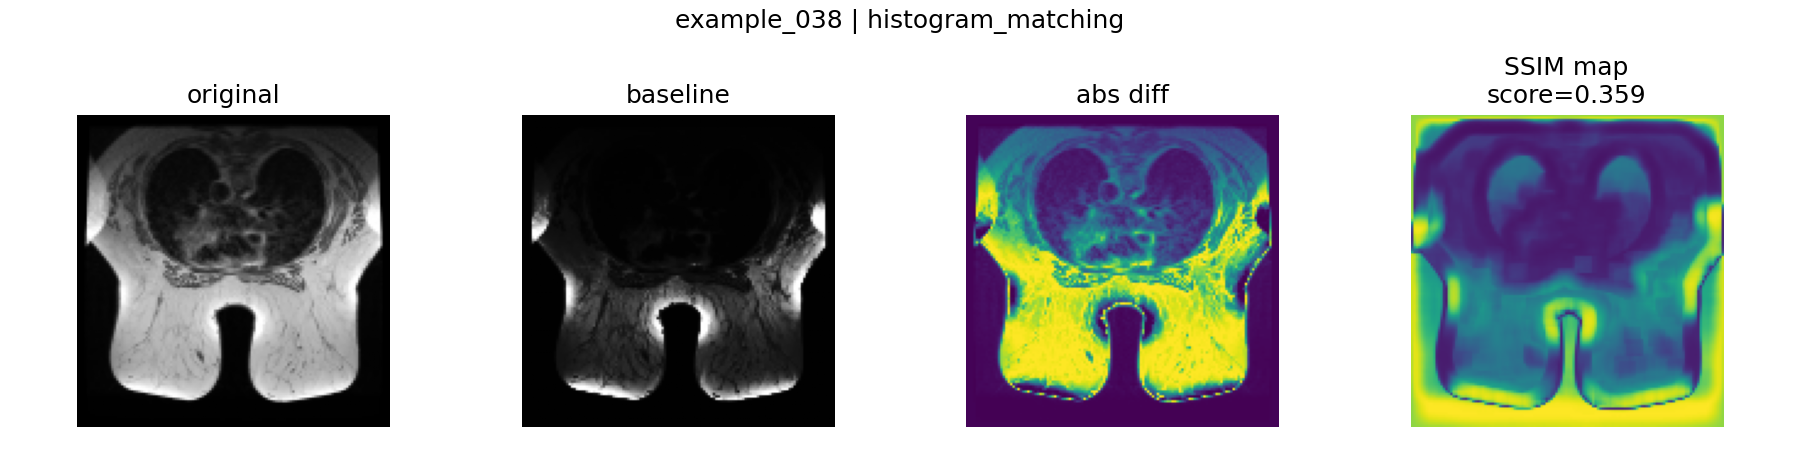 example_038 | histogram_matching
original
baseline
abs diff
SSIM map
score=0.359